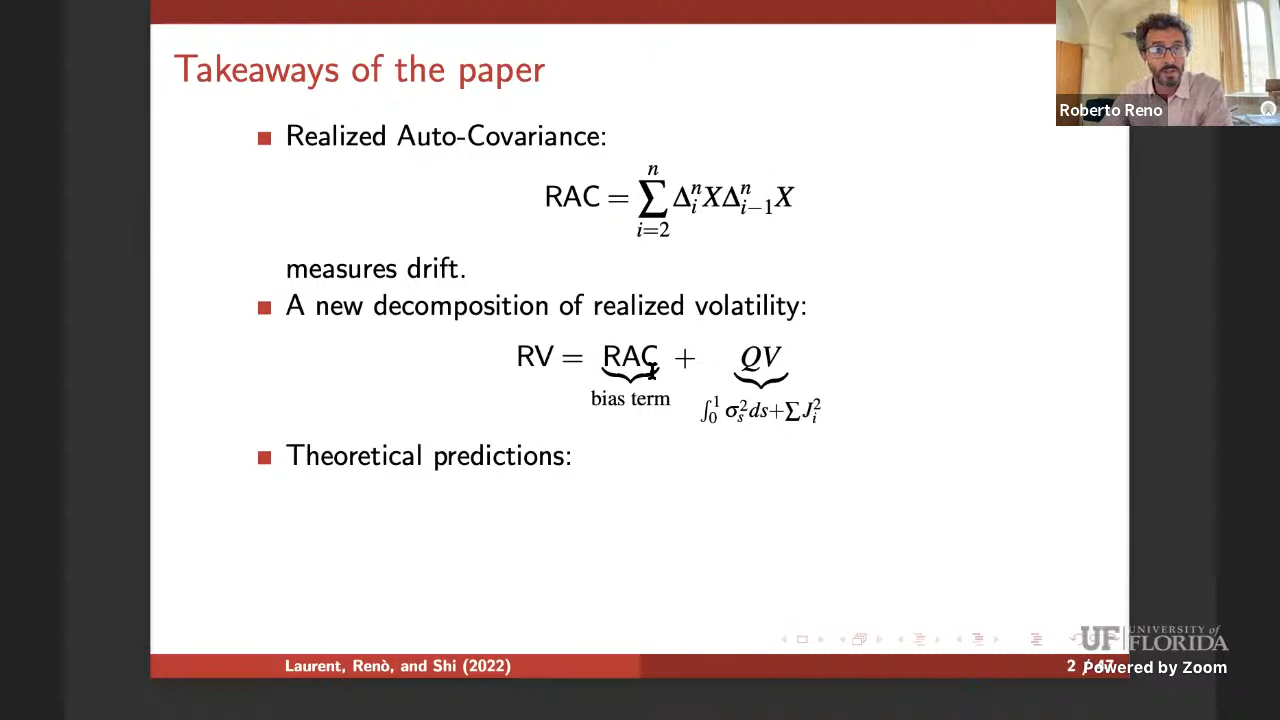 Takeaways of the paper
Roberto Reno
Realized Auto-Covariance:
RAC = ∑_{i=2}^{n} Δ_i^n X Δ_{i−1}^n X
measures drift.
A new decomposition of realized volatility:
RV = RAC + QV
bias term ∫_0^1 σ_s^2 ds + ∑ J_i^2
Theoretical predictions:
UF UNIVERSITY of FLORIDA
Laurent, Renò, and Shi (2022)
2 / 47
Powered by Zoom